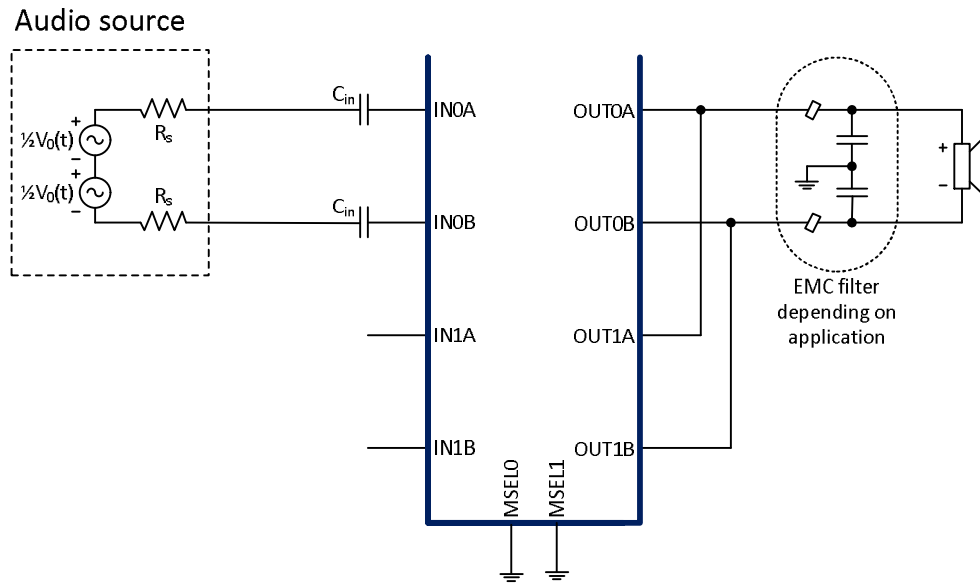 Audio source
+
½V₀(t)
−
+
½V₀(t)
−
Rₛ
Rₛ
Cᵢₙ
Cᵢₙ
IN0A
IN0B
IN1A
IN1B
MSEL0
MSEL1
OUT0A
OUT0B
OUT1A
OUT1B
EMC filter
depending on
application
+
−